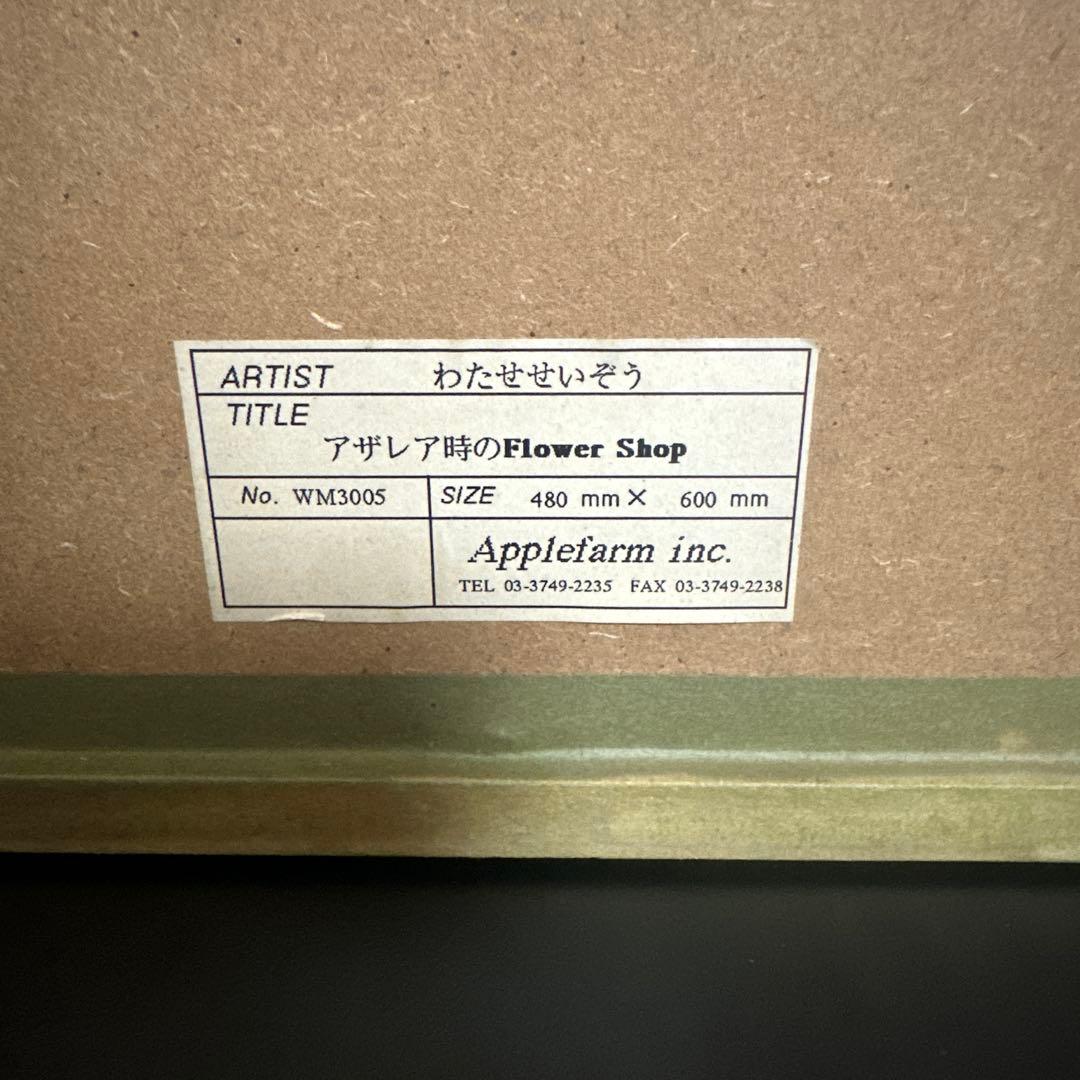 ARTIST わたせせいぞう
TITLE
アザレア時のFlower Shop
No. WM3005 SIZE 480 mm × 600 mm
Applefarm inc.
TEL 03-3749-2235 FAX 03-3749-2238